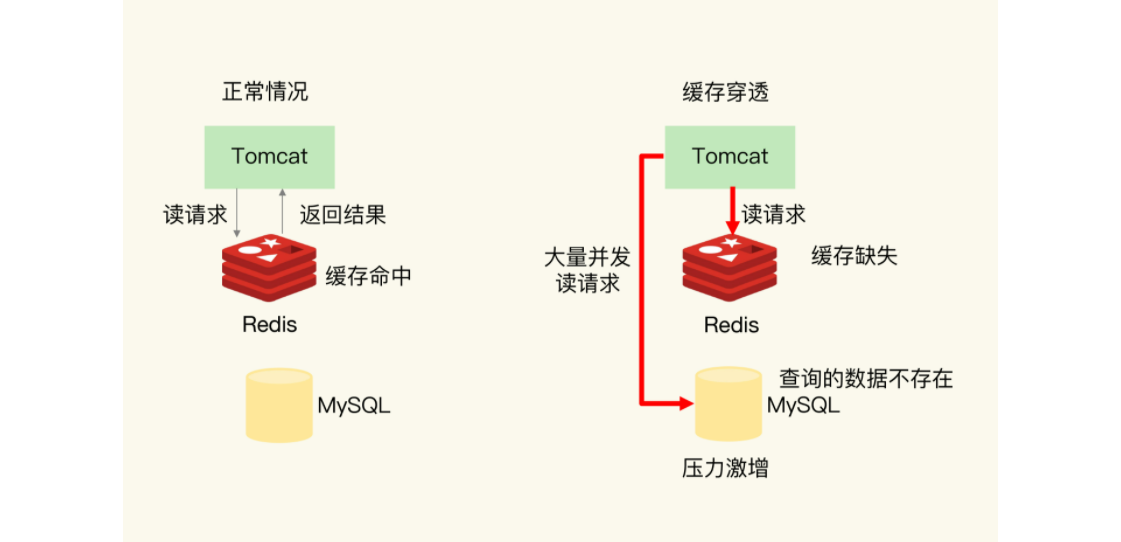 正常情况
Tomcat
读请求
返回结果
缓存命中
Redis
MySQL
缓存穿透
Tomcat
读请求
大量并发
读请求
缓存缺失
Redis
查询的数据不存在
MySQL
压力激增